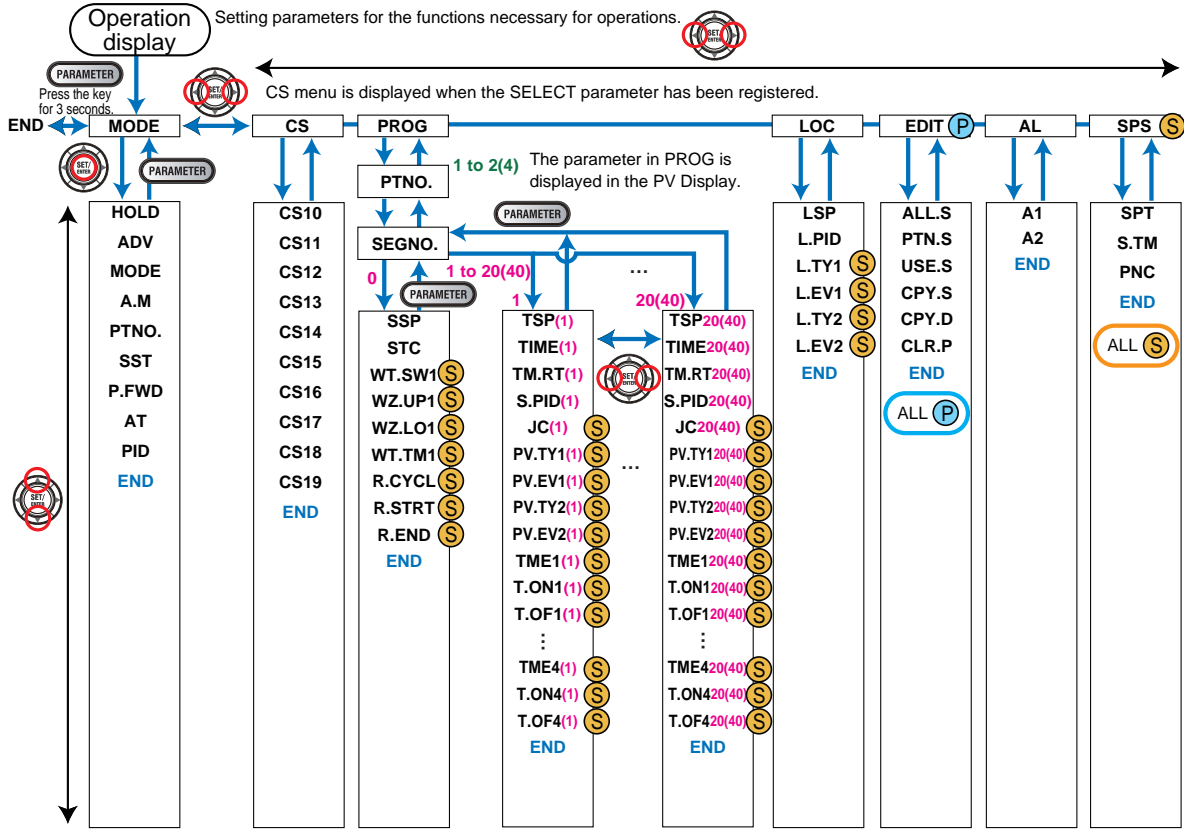 Operation
display
Setting parameters for the functions necessary for operations.
SET/
ENTER
PARAMETER
Press the key
for 3 seconds.
SET/
ENTER
CS menu is displayed when the SELECT parameter has been registered.
END
MODE
CS
PROG
LOC
EDIT P
AL
SPS S
SET/
ENTER
PARAMETER
PTNO.
1 to 2(4)
The parameter in PROG is
displayed in the PV Display.
SEGNO.
PARAMETER
0
1 to 20(40)
...
PARAMETER
1
20(40)
HOLD
ADV
MODE
A.M
PTNO.
SST
P.FWD
AT
PID
END
SET/
ENTER
CS10
CS11
CS12
CS13
CS14
CS15
CS16
CS17
CS18
CS19
END
SSP
STC
WT.SW1 S
WZ.UP1 S
WZ.LO1 S
WT.TM1 S
R.CYCL S
R.STRT S
R.END S
END
TSP(1)
TIME(1)
TM.RT(1)
S.PID(1)
JC(1) S
PV.TY1(1) S
PV.EV1(1) S
PV.TY2(1) S
PV.EV2(1) S
TME1(1) S
T.ON1(1) S
T.OF1(1) S
...
TME4(1) S
T.ON4(1) S
T.OF4(1) S
END
SET/
ENTER
...
TSP20(40)
TIME20(40)
TM.RT20(40)
S.PID20(40)
JC20(40) S
PV.TY120(40) S
PV.EV120(40) S
PV.TY220(40) S
PV.EV220(40) S
TME120(40) S
T.ON120(40) S
T.OF120(40) S
...
TME420(40) S
T.ON420(40) S
T.OF420(40) S
END
LSP
L.PID
L.TY1 S
L.EV1 S
L.TY2 S
L.EV2 S
END
ALL.S
PTN.S
USE.S
CPY.S
CPY.D
CLR.P
END
ALL P
A1
A2
END
SPT
S.TM
PNC
END
ALL S